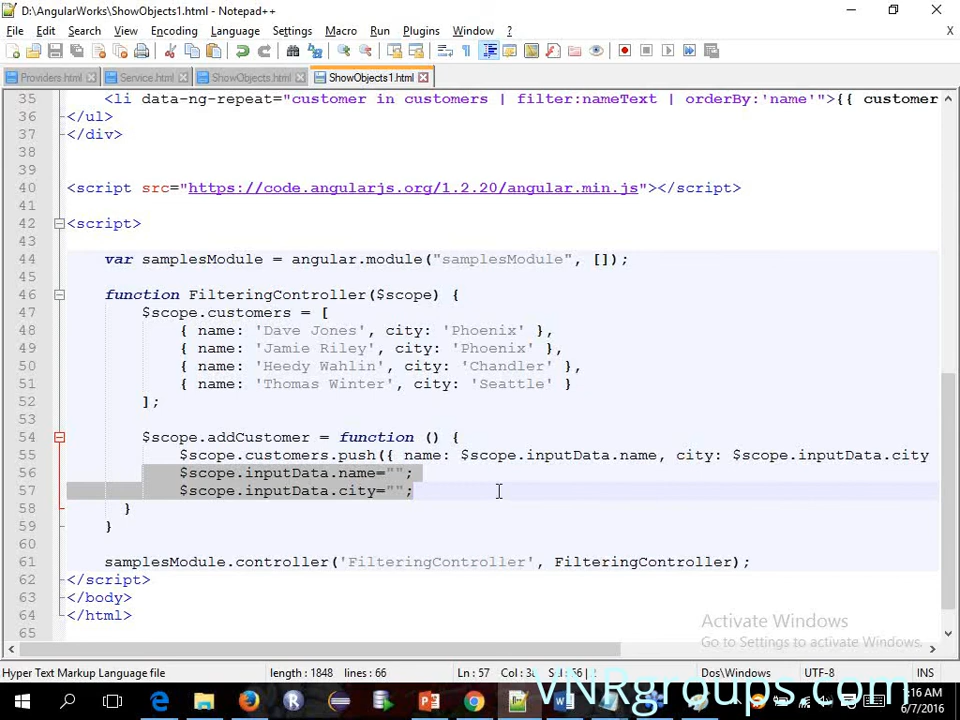 D:\AngularWorks\ShowObjects1.html - Notepad++
File Edit Search View Encoding Language Settings Macro Run Plugins Window ? X
Providers.html Service.html ShowObjects.html ShowObjects1.html
35 <li data-ng-repeat="customer in customers | filter:nameText | orderBy:'name'">{{ customer
36 </ul>
37 </div>
38
39
40 <script src="https://code.angularjs.org/1.2.20/angular.min.js"></script>
41
42 <script>
43
44 var samplesModule = angular.module("samplesModule", []);
45
46 function FilteringController($scope) {
47 $scope.customers = [
48 { name: 'Dave Jones', city: 'Phoenix' },
49 { name: 'Jamie Riley', city: 'Phoenix' },
50 { name: 'Heedy Wahlin', city: 'Chandler' },
51 { name: 'Thomas Winter', city: 'Seattle' }
52 ];
53
54 $scope.addCustomer = function () {
55 $scope.customers.push({ name: $scope.inputData.name, city: $scope.inputData.city
56 $scope.inputData.name="";
57 $scope.inputData.city="";
58 }
59 }
60
61 samplesModule.controller('FilteringController', FilteringController);
62 </script>
63 </body>
64 </html>
65
Activate Windows
Go to Settings to activate Windows.
Hyper Text Markup Language file length : 1848 lines : 66 Ln : 57 Dos\Windows UTF-8 INS
VNRgroups.com
1:16 AM
6/7/2016